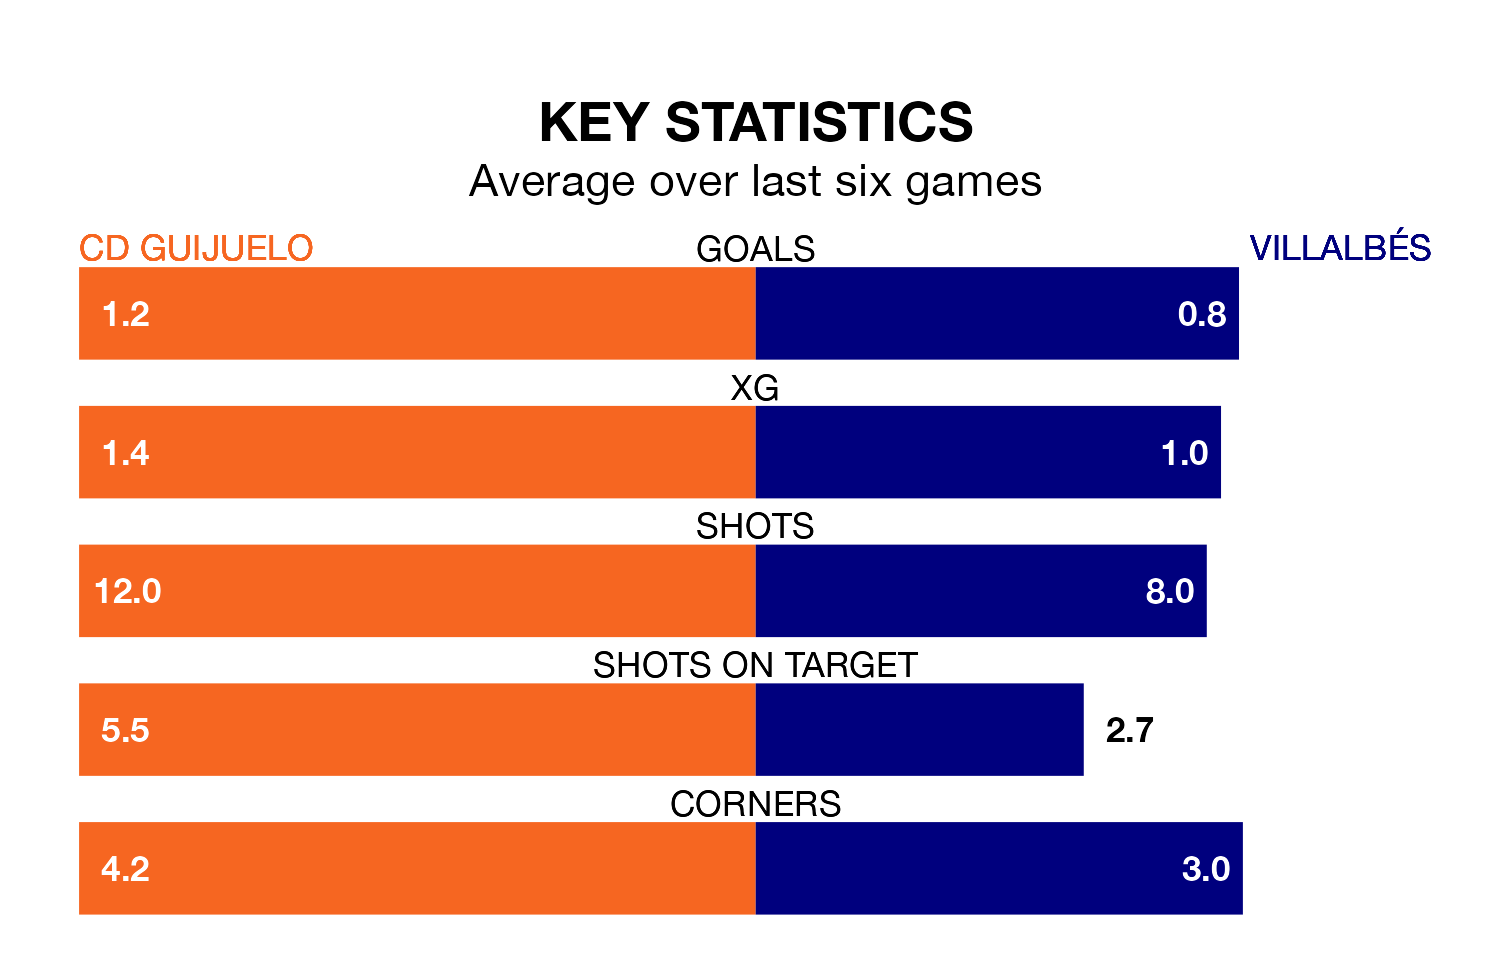 KEY STATISTICS
Average over last six games
CD GUIJUELO GOALS VILLALBÉS
1.2 0.8
XG
1.4 1.0
SHOTS
12.0 8.0
SHOTS ON TARGET
5.5 2.7
CORNERS
4.2 3.0